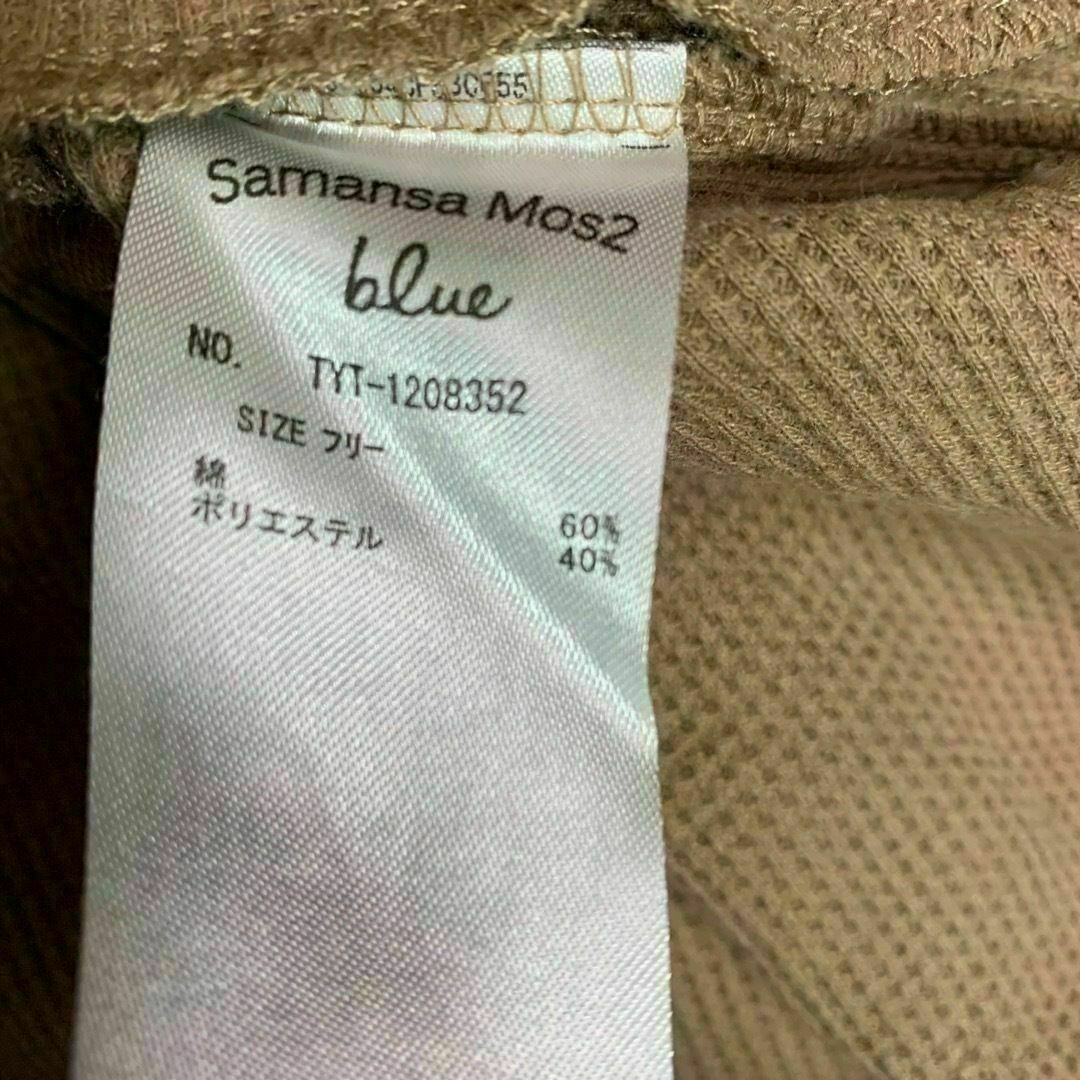 Samansa Mos2
blue
NO. TYT-1208352
SIZE フリー
綿 60%
ポリエステル 40%